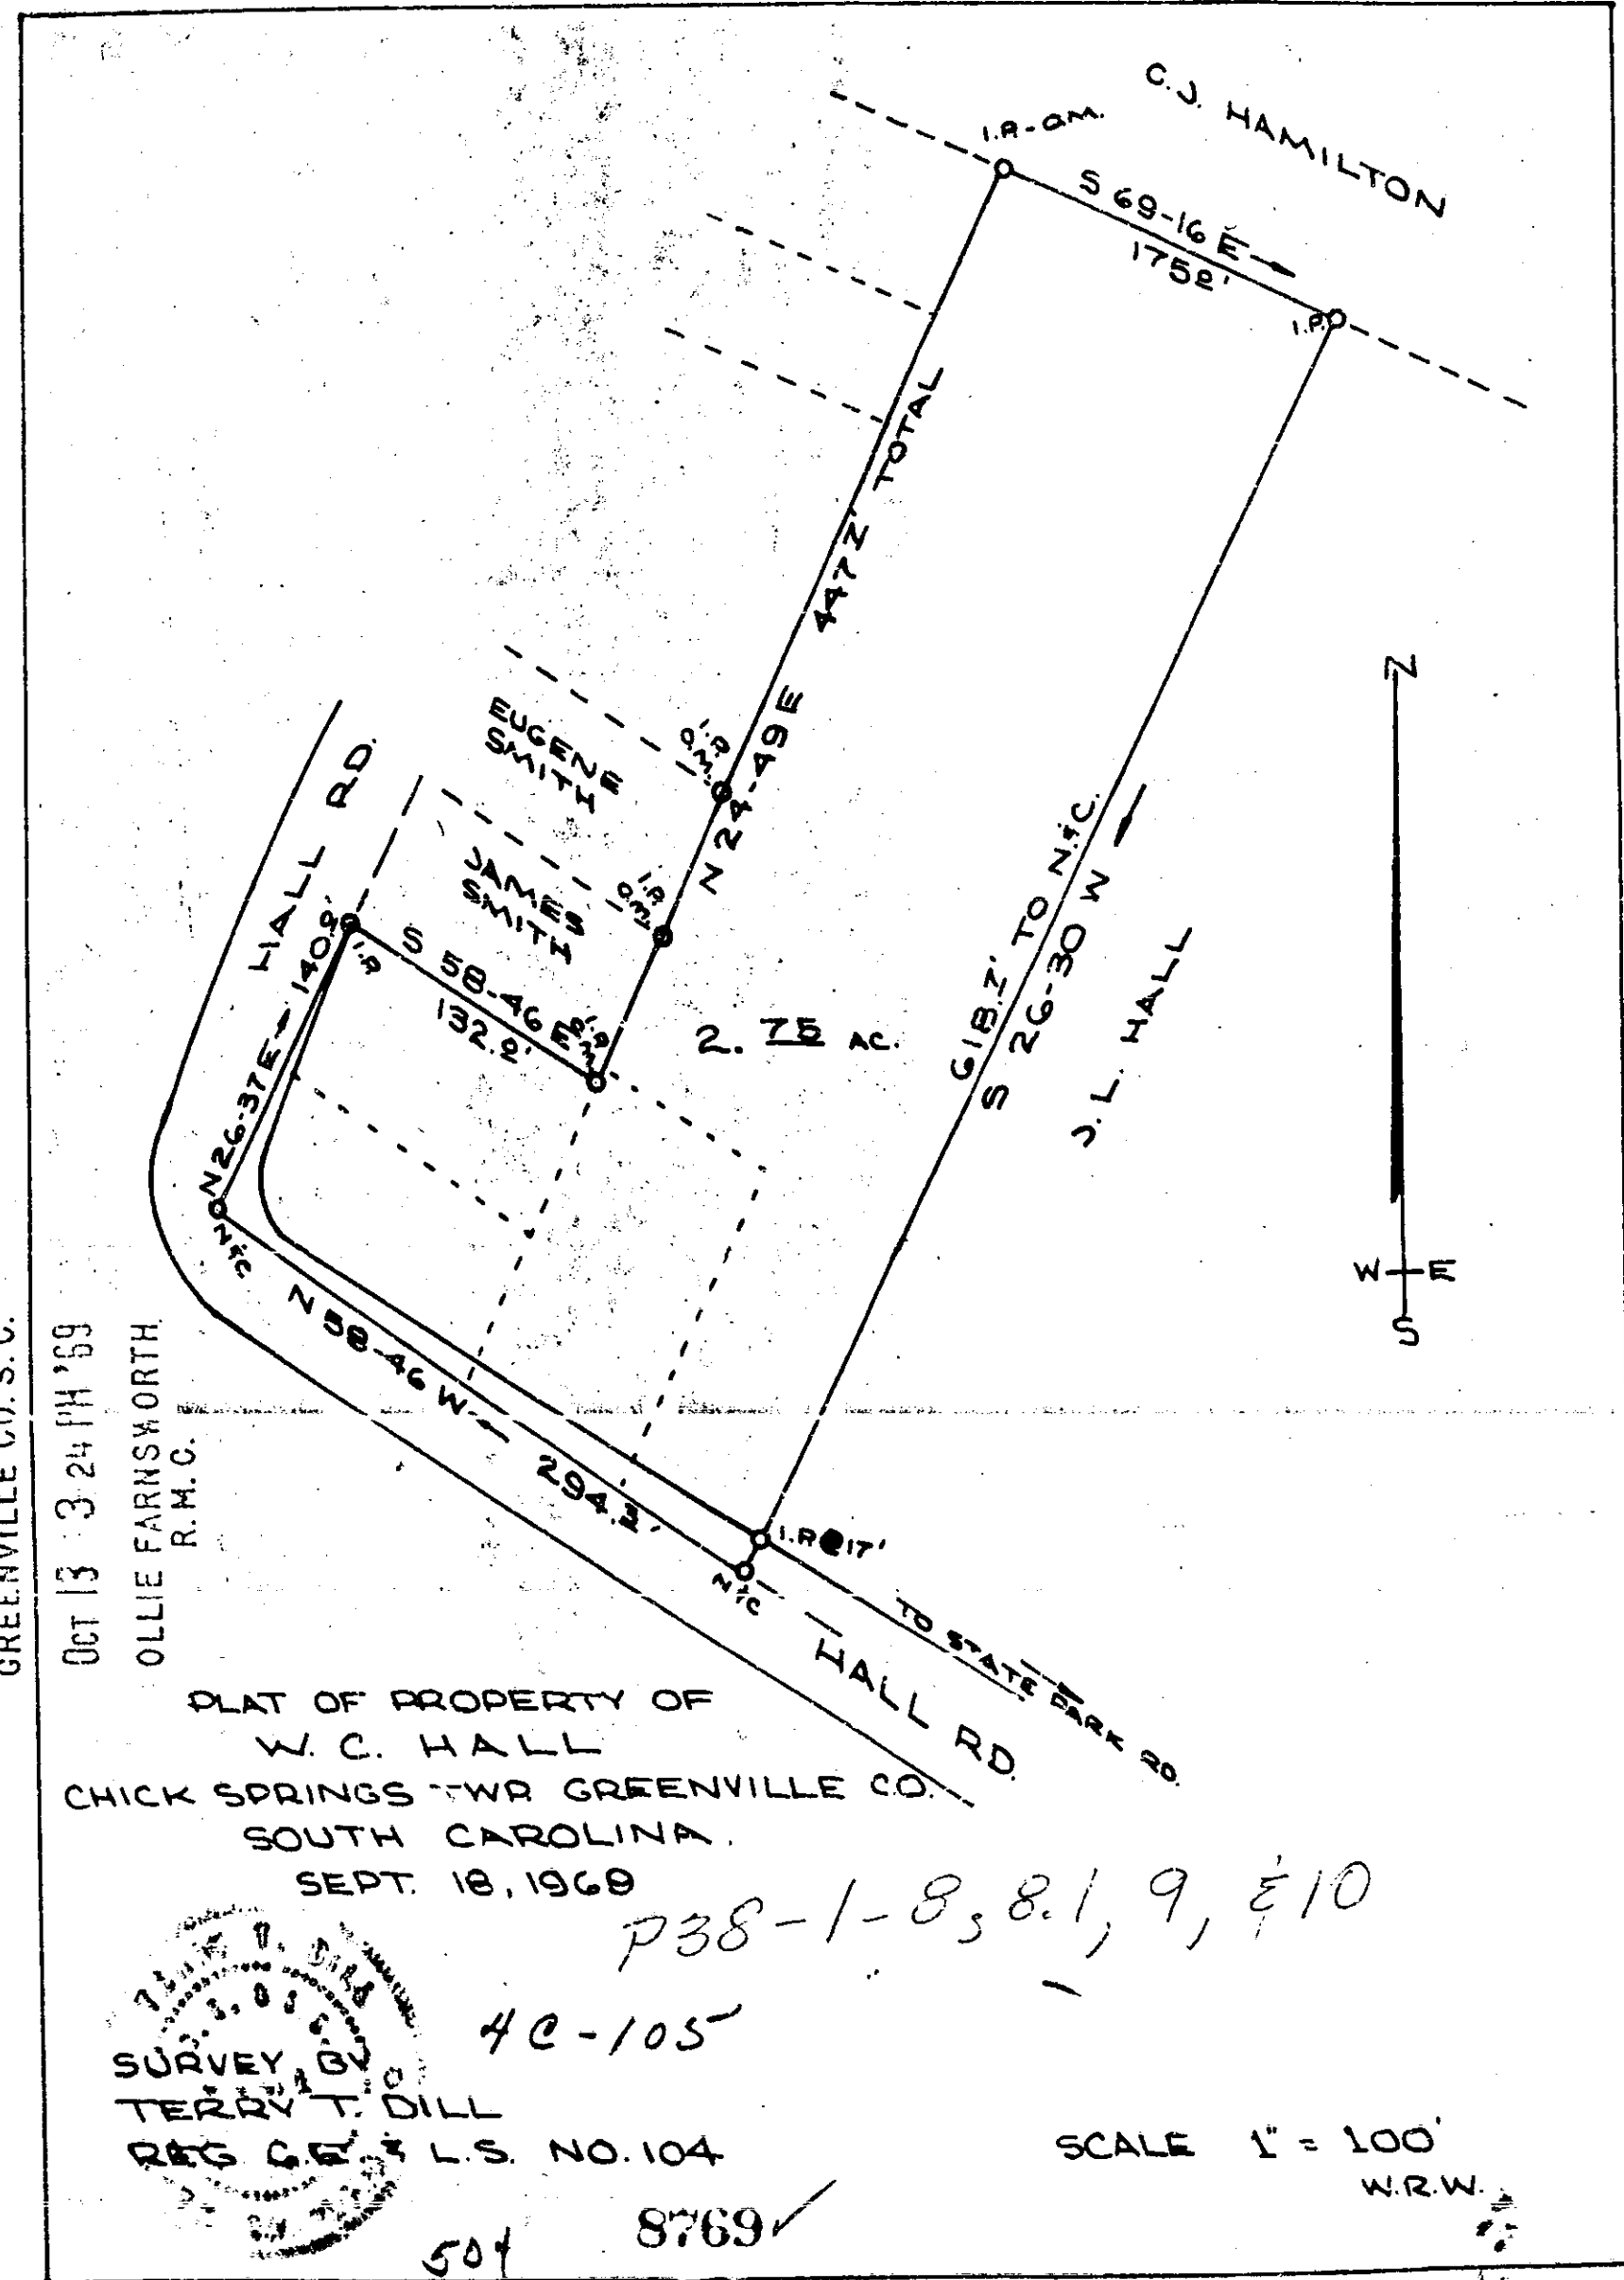 C.J. HAMILTON
I.P.-O.M.
S 69-16 E
175.0'
I.P.
N 24-49 E 447.2' TOTAL
EUGENE
SMITH
I.P.
O.M.
JAMES
SMITH
I.P.
O.M.
HALL RD.
N 26-37 E 140.9'
I.P.
S 58-46 E
132.0'
I.P.
O.M.
2.75 AC.
618.2' TO N.&C.
S 26-30 W
J.L. HALL
N
W E
S
N&C
N 58-46 W
294.3'
I.P. @ 17'
N&C
TO STATE PARK RD.
HALL RD.
GREENVILLE CO. S. C.
OCT 13 3 24 PM '69
OLLIE FARNSWORTH
R.M.C.
PLAT OF PROPERTY OF
W. C. HALL
CHICK SPRINGS TWP. GREENVILLE CO.
SOUTH CAROLINA.
SEPT. 18, 1969
P38-1-8, 8.1, 9, & 10
4C-105
SURVEY BY
TERRY T. DILL
REG. C.E. & L.S. NO. 104
SCALE 1" = 100'
W.R.W.
8769
504